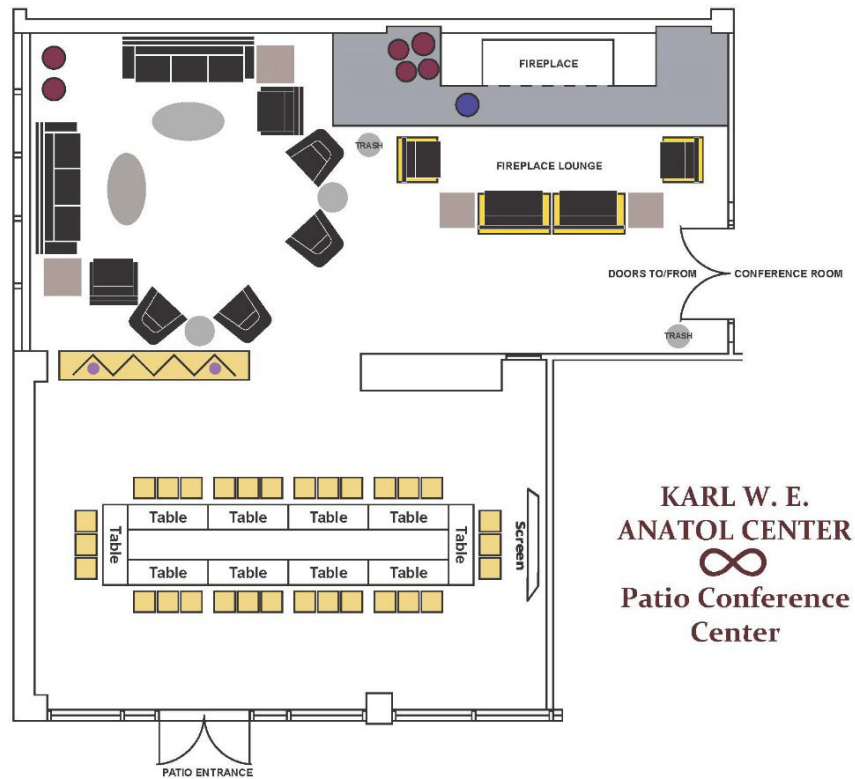 FIREPLACE
TRASH
FIREPLACE LOUNGE
DOORS TO/FROM
CONFERENCE ROOM
TRASH
Table
Table
Table
Table
Table
Table
Screen
Table
Table
Table
Table
KARL W. E.
ANATOL CENTER
Patio Conference
Center
PATIO ENTRANCE